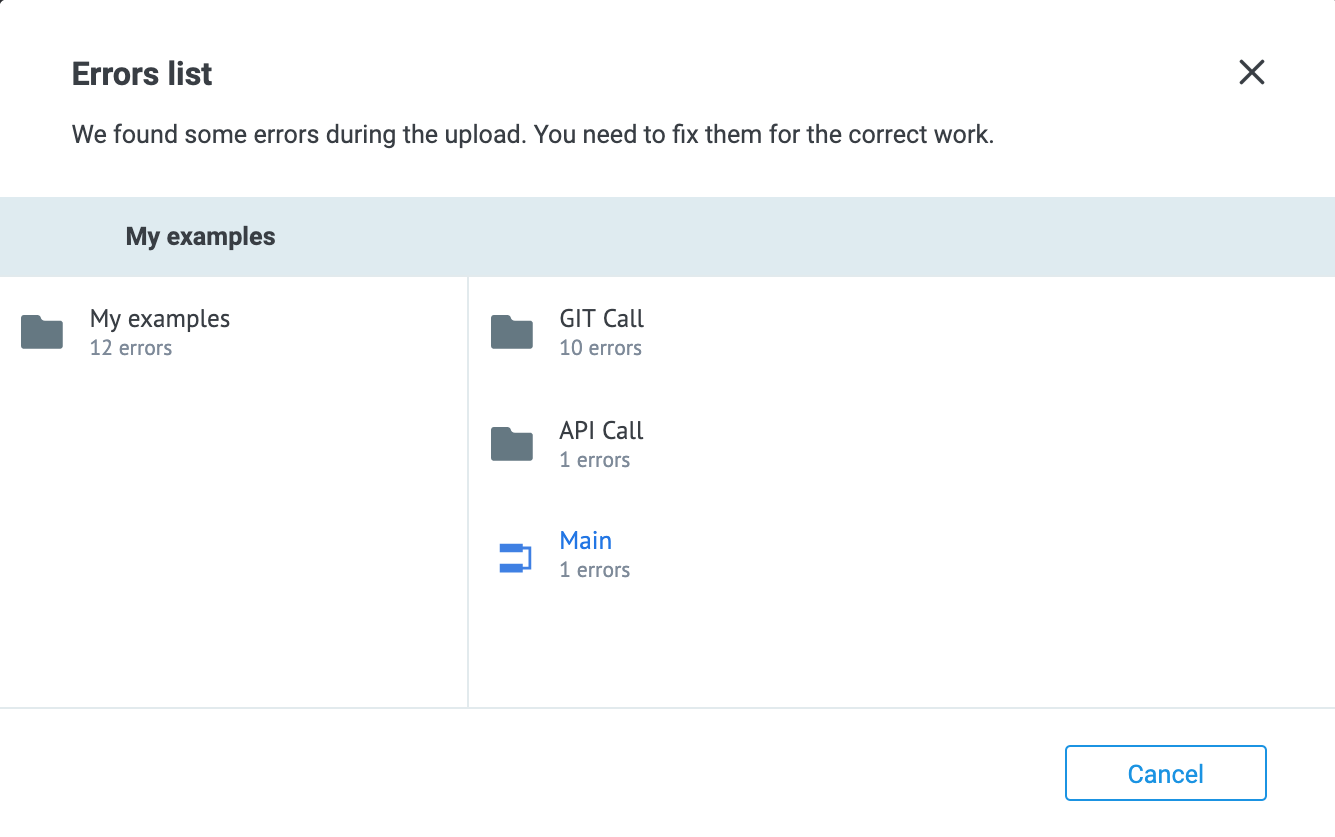 Errors list
We found some errors during the upload. You need to fix them for the correct work.
My examples
My examples
12 errors
GIT Call
10 errors
API Call
1 errors
Main
1 errors
Cancel